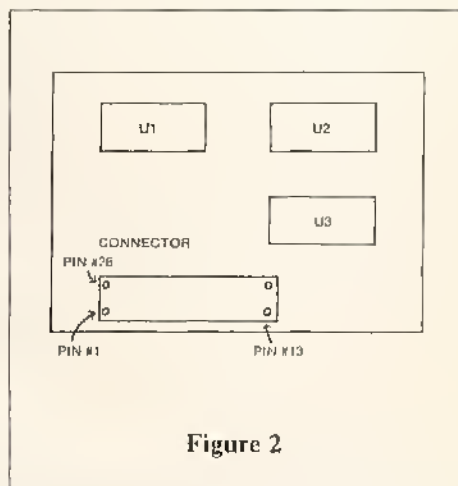 U1
U2
U3
CONNECTOR
PIN #26
PIN #1
PIN #13
Figure 2